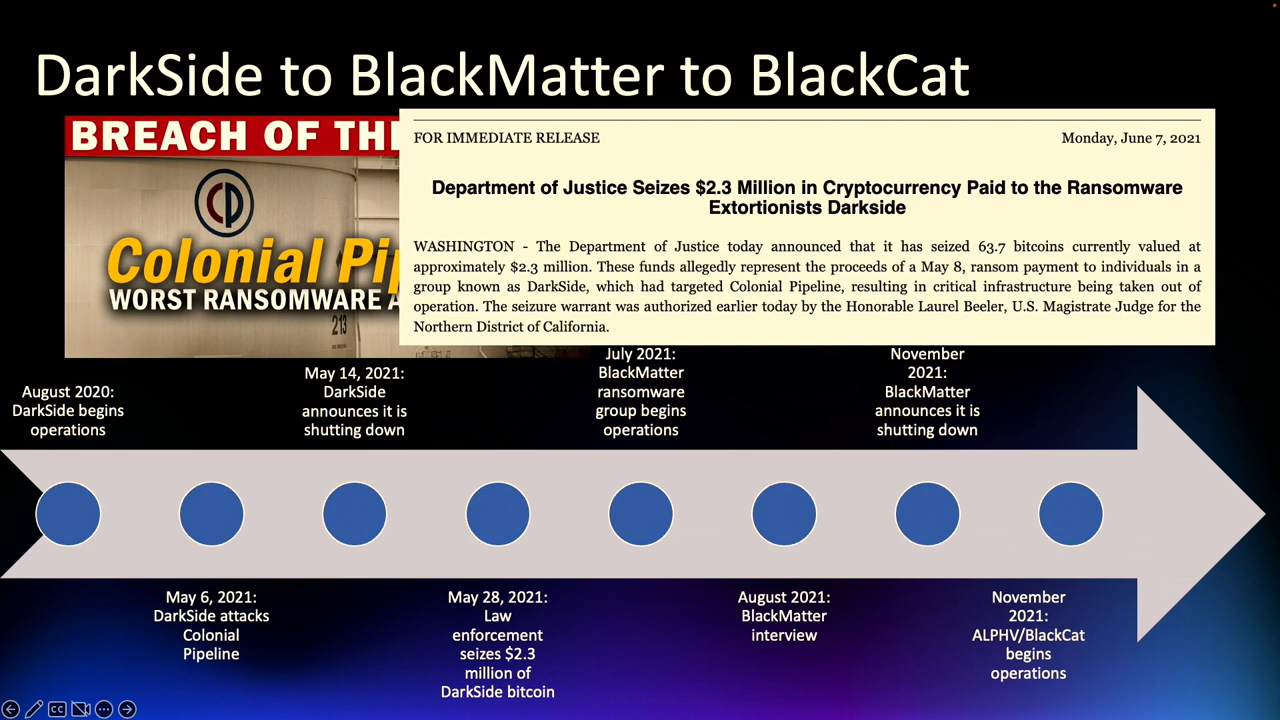 DarkSide to BlackMatter to BlackCat
BREACH OF TH
CP
Colonial Pi
WORST RANSOMWARE A
213
FOR IMMEDIATE RELEASE
Monday, June 7, 2021
Department of Justice Seizes $2.3 Million in Cryptocurrency Paid to the Ransomware
Extortionists Darkside
WASHINGTON - The Department of Justice today announced that it has seized 63.7 bitcoins currently valued at
approximately $2.3 million. These funds allegedly represent the proceeds of a May 8, ransom payment to individuals in a
group known as DarkSide, which had targeted Colonial Pipeline, resulting in critical infrastructure being taken out of
operation. The seizure warrant was authorized earlier today by the Honorable Laurel Beeler, U.S. Magistrate Judge for the
Northern District of California.
August 2020:
DarkSide begins
operations
May 6, 2021:
DarkSide attacks
Colonial
Pipeline
May 14, 2021:
DarkSide
announces it is
shutting down
May 28, 2021:
Law
enforcement
seizes $2.3
million of
DarkSide bitcoin
July 2021:
BlackMatter
ransomware
group begins
operations
August 2021:
BlackMatter
interview
November
2021:
BlackMatter
announces it is
shutting down
November
2021:
ALPHV/BlackCat
begins
operations
CC